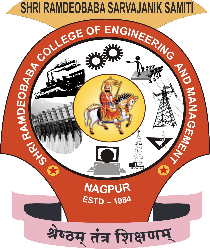 SHRI RAMDEOBABA SARVAJANIK SAMITI
SHRI RAMDEOBABA COLLEGE OF ENGINEERING AND MANAGEMENT
NAGPUR
ESTD – 1984
श्रेष्ठम् तंत्र शिक्षणम्